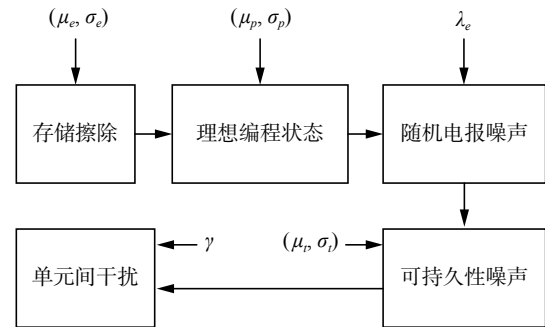 (μe, σe)
(μp, σp)
λe
存储擦除
理想编程状态
随机电报噪声
γ
(μt, σt)
单元间干扰
可持久性噪声